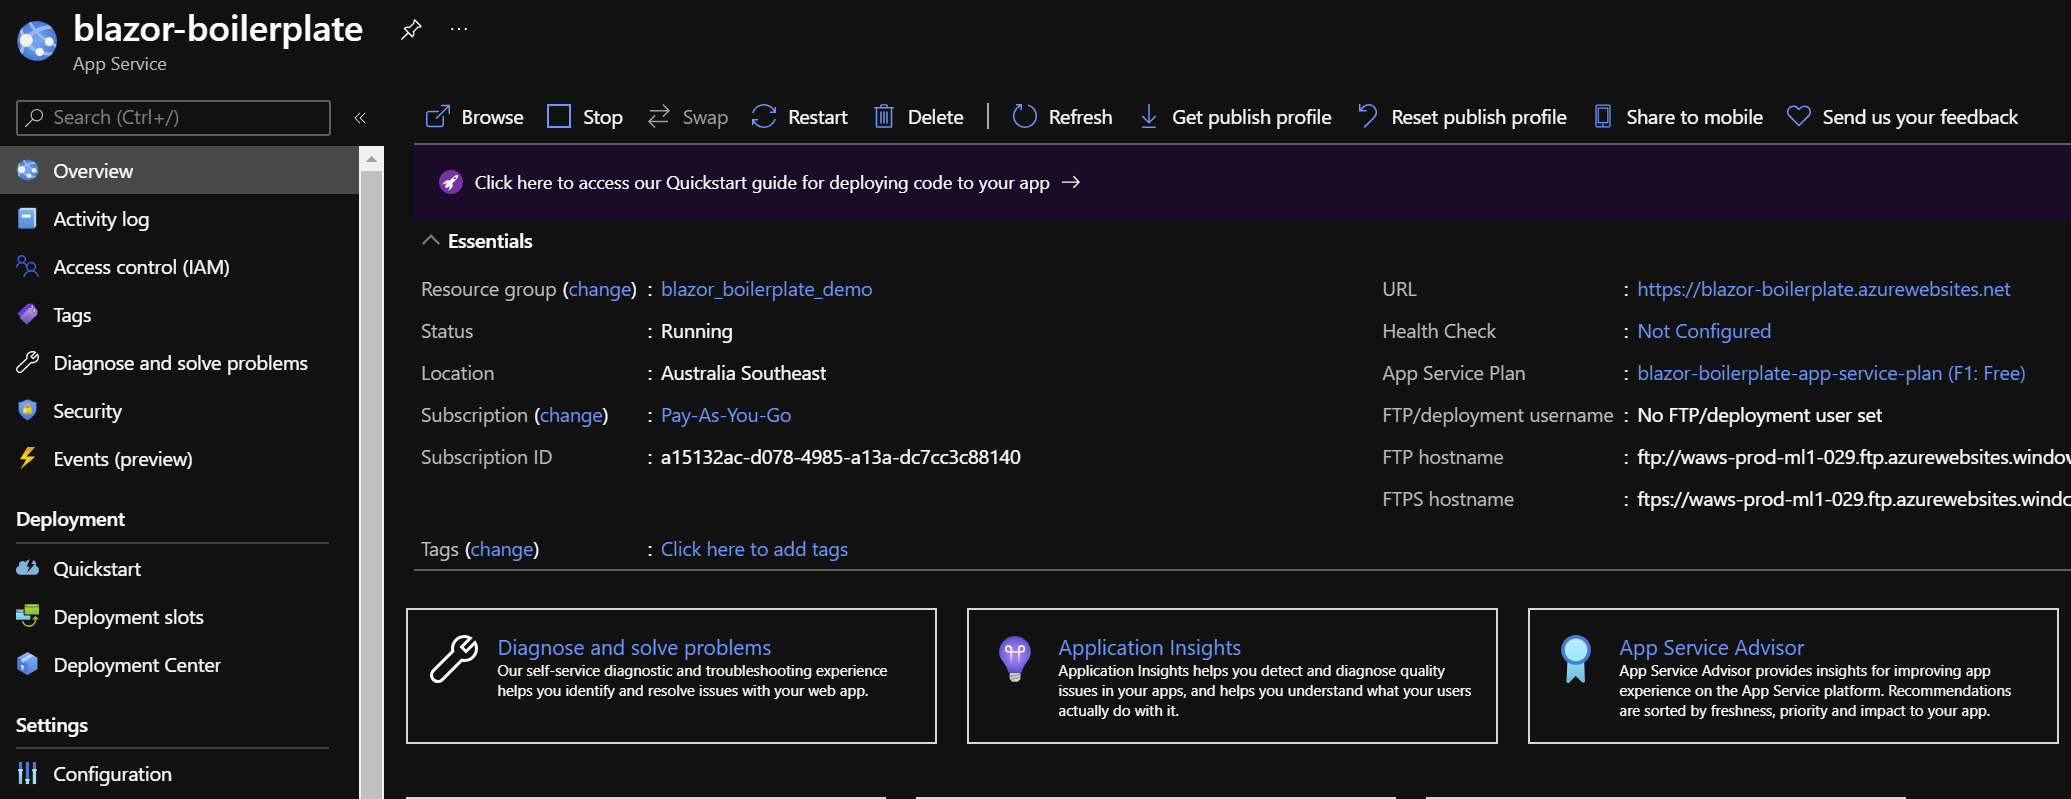 blazor-boilerplate
App Service
Search (Ctrl+/)
Overview
Activity log
Access control (IAM)
Tags
Diagnose and solve problems
Security
Events (preview)
Deployment
Quickstart
Deployment slots
Deployment Center
Settings
Configuration
Browse Stop Swap Restart Delete Refresh Get publish profile Reset publish profile Share to mobile Send us your feedback
Click here to access our Quickstart guide for deploying code to your app →
Essentials
Resource group (change) : blazor_boilerplate_demo
Status : Running
Location : Australia Southeast
Subscription (change) : Pay-As-You-Go
Subscription ID : a15132ac-d078-4985-a13a-dc7cc3c88140
URL : https://blazor-boilerplate.azurewebsites.net
Health Check : Not Configured
App Service Plan : blazor-boilerplate-app-service-plan (F1: Free)
FTP/deployment username : No FTP/deployment user set
FTP hostname : ftp://waws-prod-ml1-029.ftp.azurewebsites.window
FTPS hostname : ftps://waws-prod-ml1-029.ftp.azurewebsites.windo
Tags (change) : Click here to add tags
Diagnose and solve problems
Our self-service diagnostic and troubleshooting experience
helps you identify and resolve issues with your web app.
Application Insights
Application Insights helps you detect and diagnose quality
issues in your apps, and helps you understand what your users
actually do with it.
App Service Advisor
App Service Advisor provides insights for improving app
experience on the App Service platform. Recommendations
are sorted by freshness, priority and impact to your app.